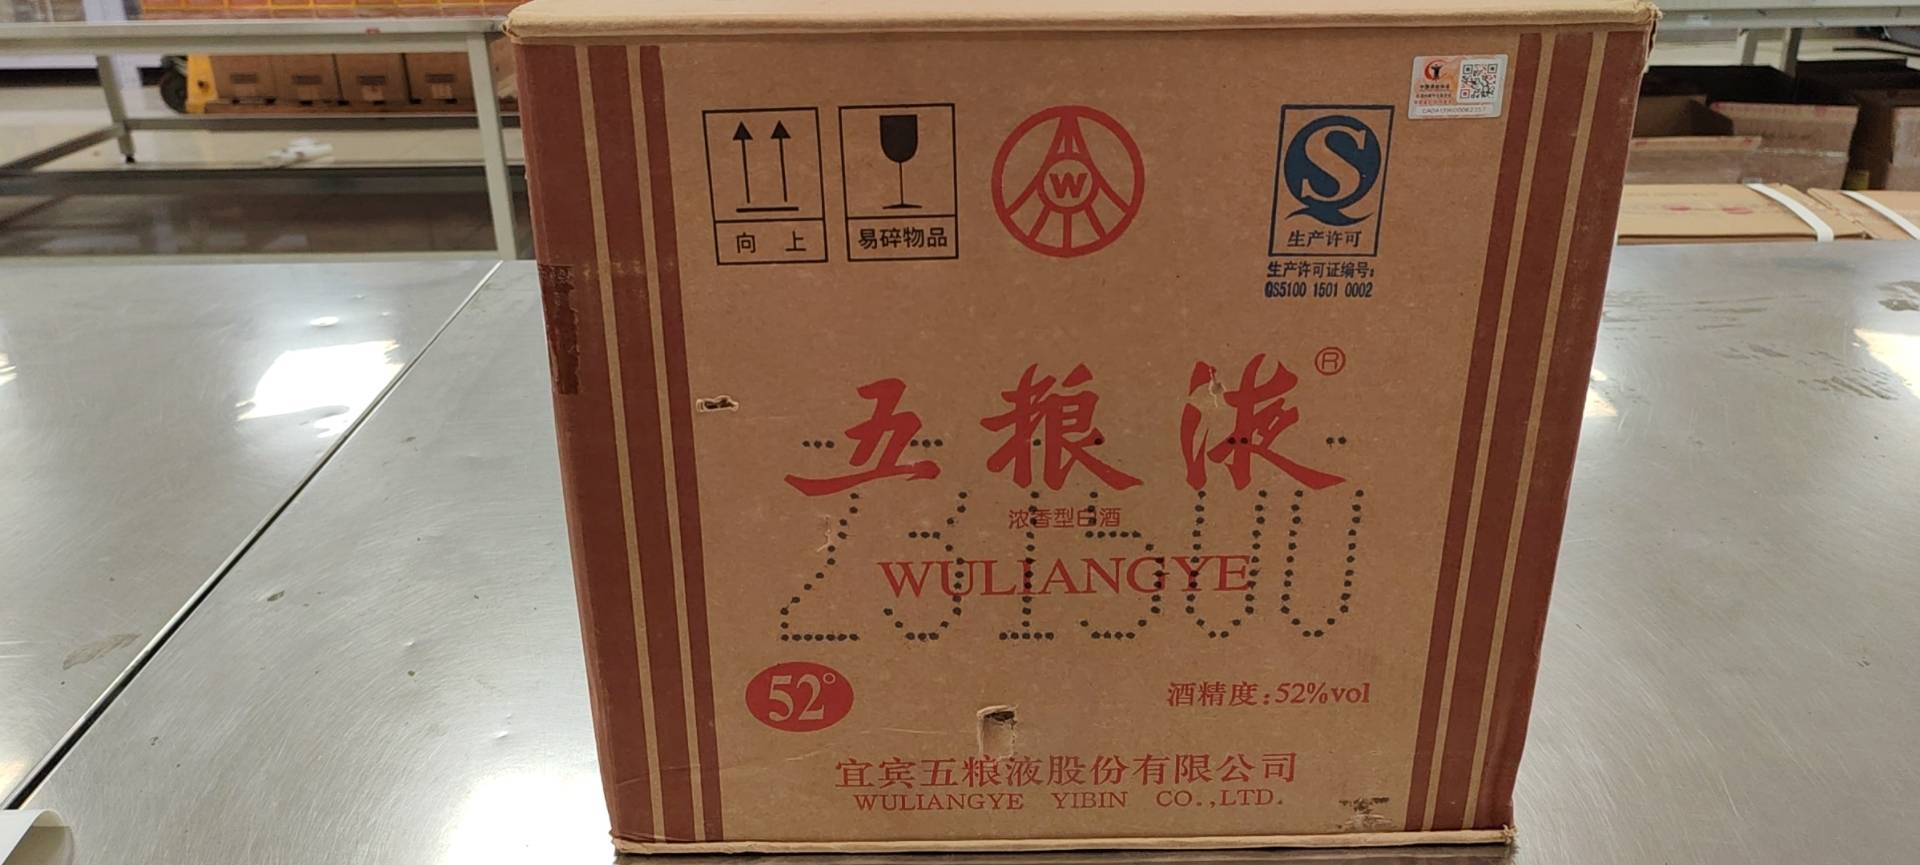 向 上
易碎物品
W
S
生产许可
生产许可证编号:
QS5100 1501 0002
五粮液®
浓香型白酒
WULIANGYE
231500
52°
酒精度:52%vol
宜宾五粮液股份有限公司
WULIANGYE YIBIN CO.,LTD.